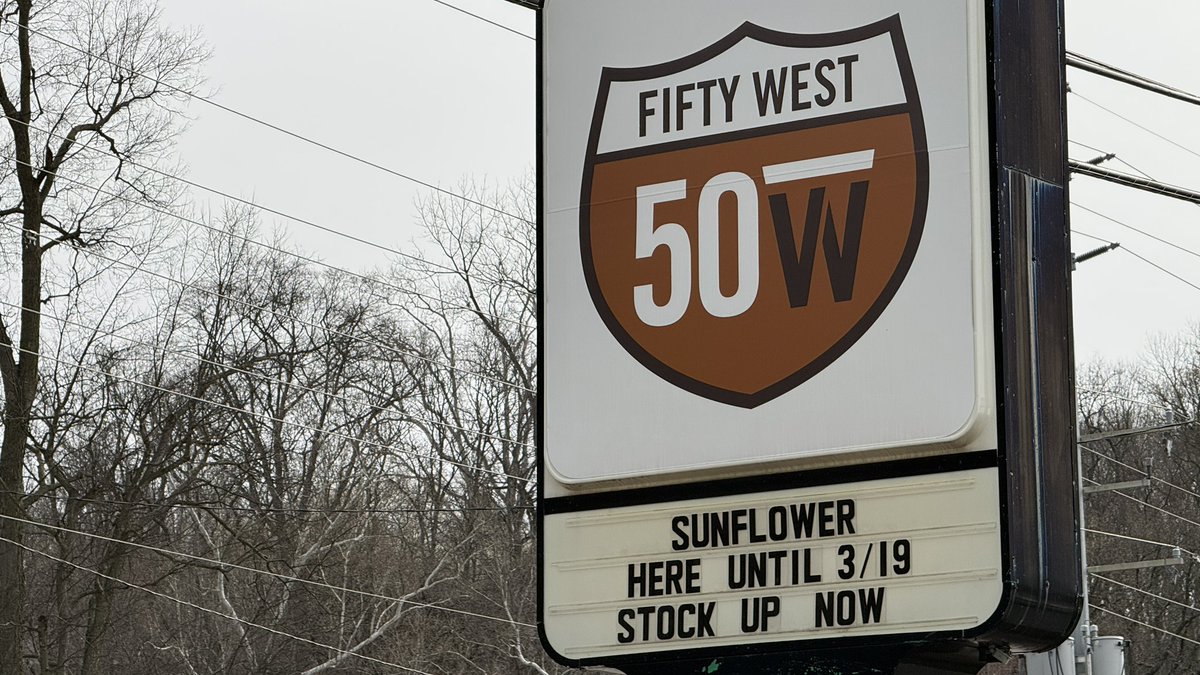 FIFTY WEST
50W
SUNFLOWER
HERE UNTIL 3/19
STOCK UP NOW